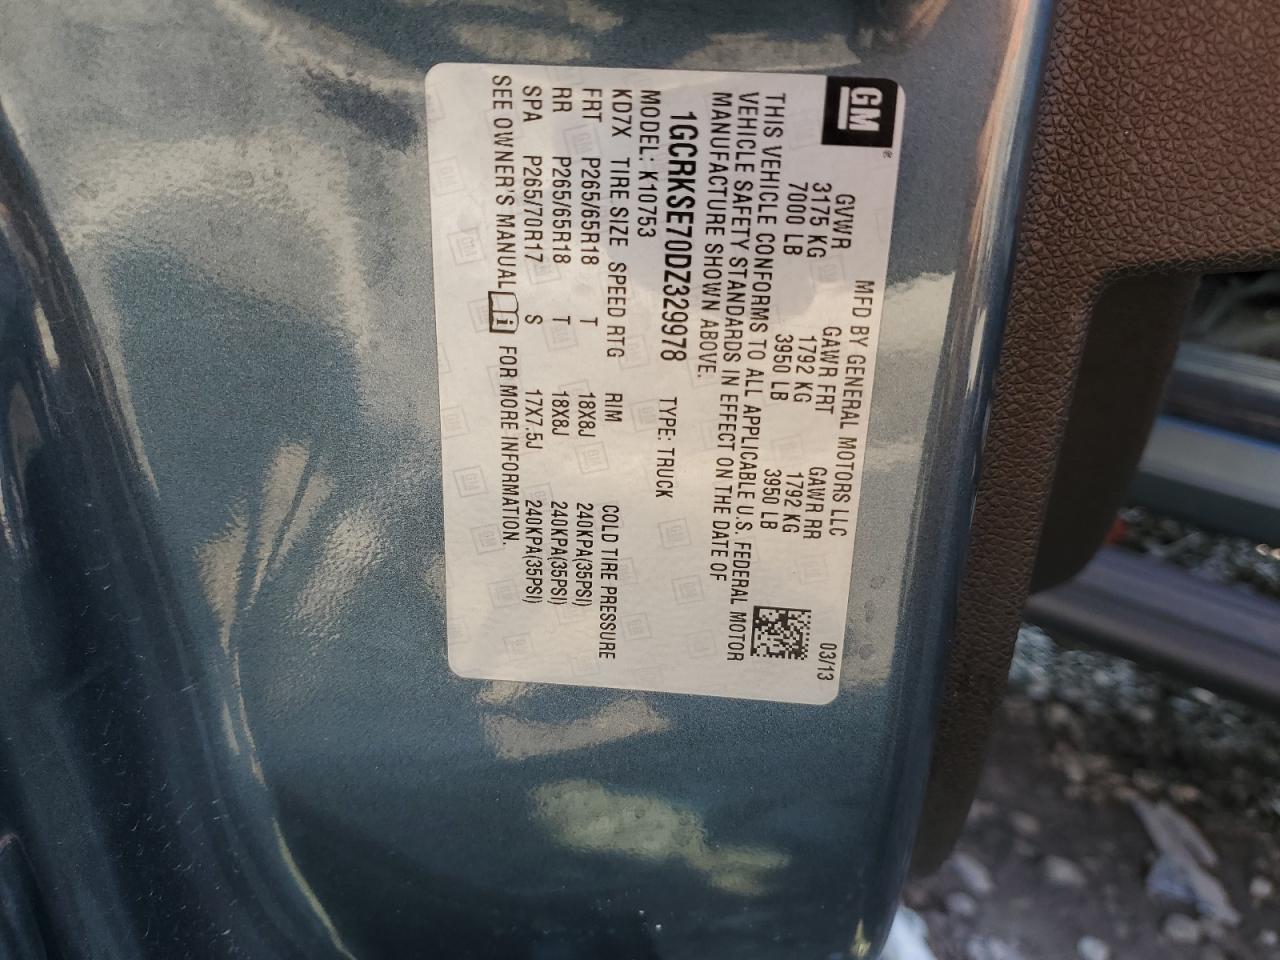 GM
MFD BY GENERAL MOTORS LLC 03/13
GVWR GAWR FRT GAWR RR
3175 KG 1792 KG 1792 KG
7000 LB 3950 LB 3950 LB
THIS VEHICLE CONFORMS TO ALL APPLICABLE U.S. FEDERAL MOTOR
VEHICLE SAFETY STANDARDS IN EFFECT ON THE DATE OF
MANUFACTURE SHOWN ABOVE.
1GCRKSE70DZ329978 TYPE: TRUCK
MODEL: K10753
KD7X TIRE SIZE SPEED RTG RIM COLD TIRE PRESSURE
FRT P265/65R18 T 18X8J 240KPA(35PSI)
RR P265/65R18 T 18X8J 240KPA(35PSI)
SPA P265/70R17 S 17X7.5J 240KPA(35PSI)
SEE OWNER'S MANUAL FOR MORE INFORMATION.